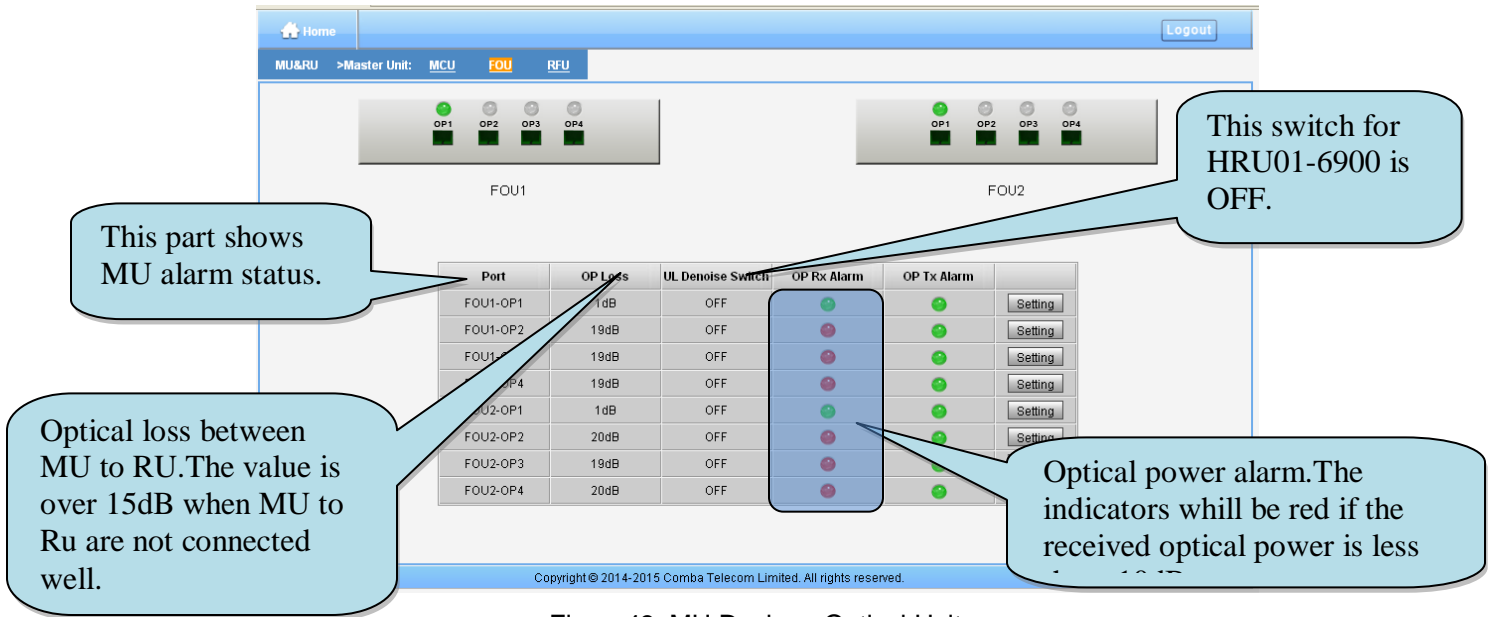 Home Logout
MU&RU >Master Unit: MCU FOU RFU
OP1 OP2 OP3 OP4
OP1 OP2 OP3 OP4
FOU1 FOU2
This switch for
HRU01-6900 is
OFF.
This part shows
MU alarm status.
Port OP Loss UL Denoise Switch OP Rx Alarm OP Tx Alarm
FOU1-OP1 1dB OFF Setting
FOU1-OP2 19dB OFF Setting
19dB OFF Setting
19dB OFF Setting
FOU2-OP1 1dB OFF Setting
FOU2-OP2 20dB OFF Setting
FOU2-OP3 19dB OFF
FOU2-OP4 20dB OFF
Optical loss between
MU to RU.The value is
over 15dB when MU to
Ru are not connected
well.
Optical power alarm.The
indicators whill be red if the
received optical power is less
Copyright © 2014-2015 Comba Telecom Limited. All rights reserved.